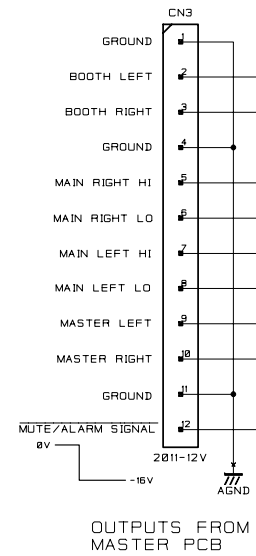 CN3
GROUND 1
BOOTH LEFT 2
BOOTH RIGHT 3
GROUND 4
MAIN RIGHT HI 5
MAIN RIGHT LO 6
MAIN LEFT HI 7
MAIN LEFT LO 8
MASTER LEFT 9
MASTER RIGHT 10
GROUND 11
MUTE/ALARM SIGNAL 12
0V
2011-12V
-16V
AGND
OUTPUTS FROM
MASTER PCB